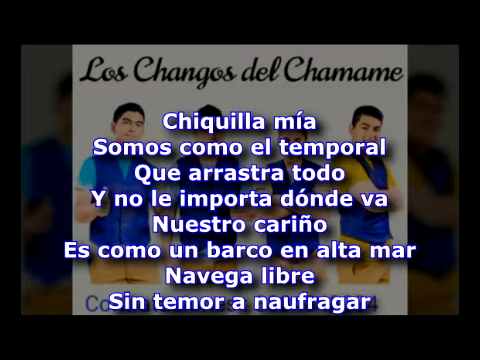 Los Changos del Chamame
Chiquilla mía
Somos como el temporal
Que arrastra todo
Y no le importa dónde va
Nuestro cariño
Es como un barco en alta mar
Navega libre
Sin temor a naufragar